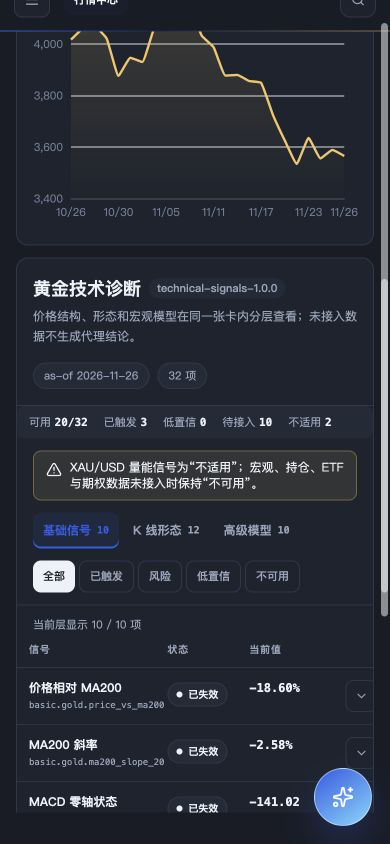 行情中心
4,000
3,800
3,600
3,400
10/26 10/30 11/05 11/11 11/17 11/23 11/26
黄金技术诊断 technical-signals-1.0.0
价格结构、形态和宏观模型在同一张卡内分层查看；未接入数
据不生成代理结论。
as-of 2026-11-26 32 项
可用 20/32 已触发 3 低置信 0 待接入 10 不适用 2
XAU/USD 量能信号为“不适用”；宏观、持仓、ETF
与期权数据未接入时保持“不可用”。
基础信号 10 K 线形态 12 高级模型 10
全部 已触发 风险 低置信 不可用
当前层显示 10 / 10 项
信号 状态 当前值
价格相对 MA200
basic.gold.price_vs_ma200
已失效 -18.60%
MA200 斜率
basic.gold.ma200_slope_20
已失效 -2.58%
MACD 零轴状态 已失效 -141.02